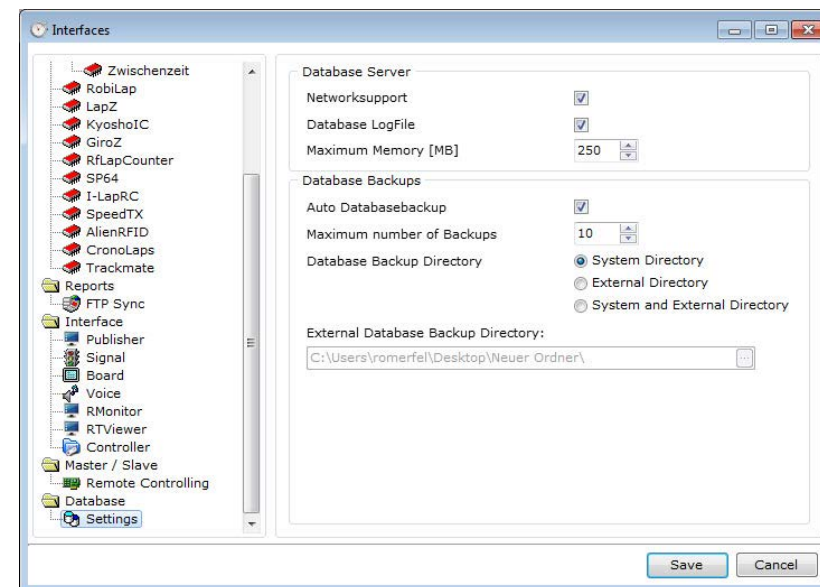 Interfaces
Zwischenzeit
RobiLap
LapZ
KyoshoIC
GiroZ
RfLapCounter
SP64
I-LapRC
SpeedTX
AlienRFID
CronoLaps
Trackmate
Reports
FTP Sync
Interface
Publisher
Signal
Board
Voice
RMonitor
RTViewer
Controller
Master / Slave
Remote Controlling
Database
Settings
Database Server
Networksupport
Database LogFile
Maximum Memory [MB] 250
Database Backups
Auto Databasebackup
Maximum number of Backups 10
Database Backup Directory System Directory
External Directory
System and External Directory
External Database Backup Directory:
C:\Users\romerfel\Desktop\Neuer Ordner\ ...
Save Cancel